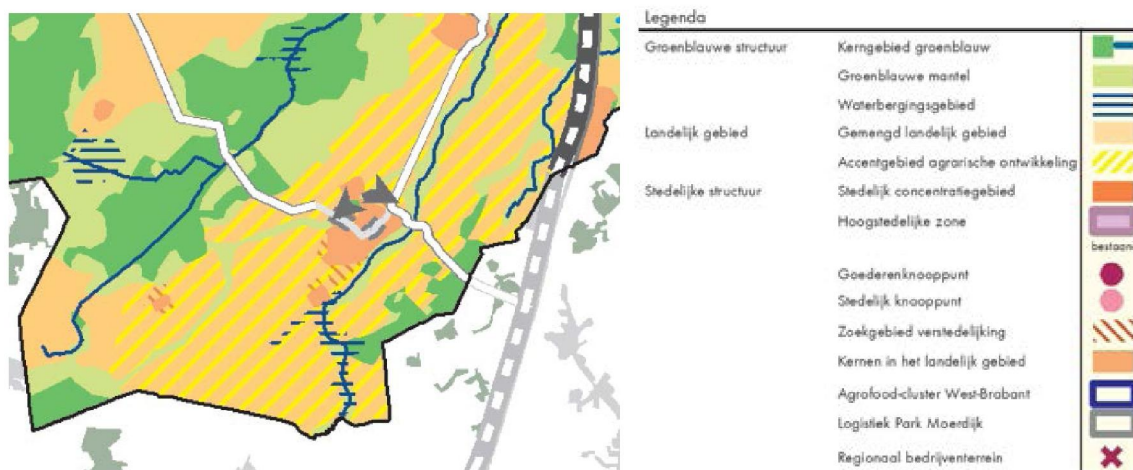 Legenda
Groenblauwe structuur Kerngebied groenblauw
Groenblauwe mantel
Waterbergingsgebied
Landelijk gebied Gemengd landelijk gebied
Accentgebied agrarische ontwikkeling
Stedelijke structuur Stedelijk concentratiegebied
Hoogstedelijke zone
Goederenknooppunt
Stedelijk knooppunt
Zoekgebied verstedelijking
Kernen in het landelijk gebied
Agrofood-cluster West-Brabant
Logistiek Park Moerdijk
Regionaal bedrijventerrein